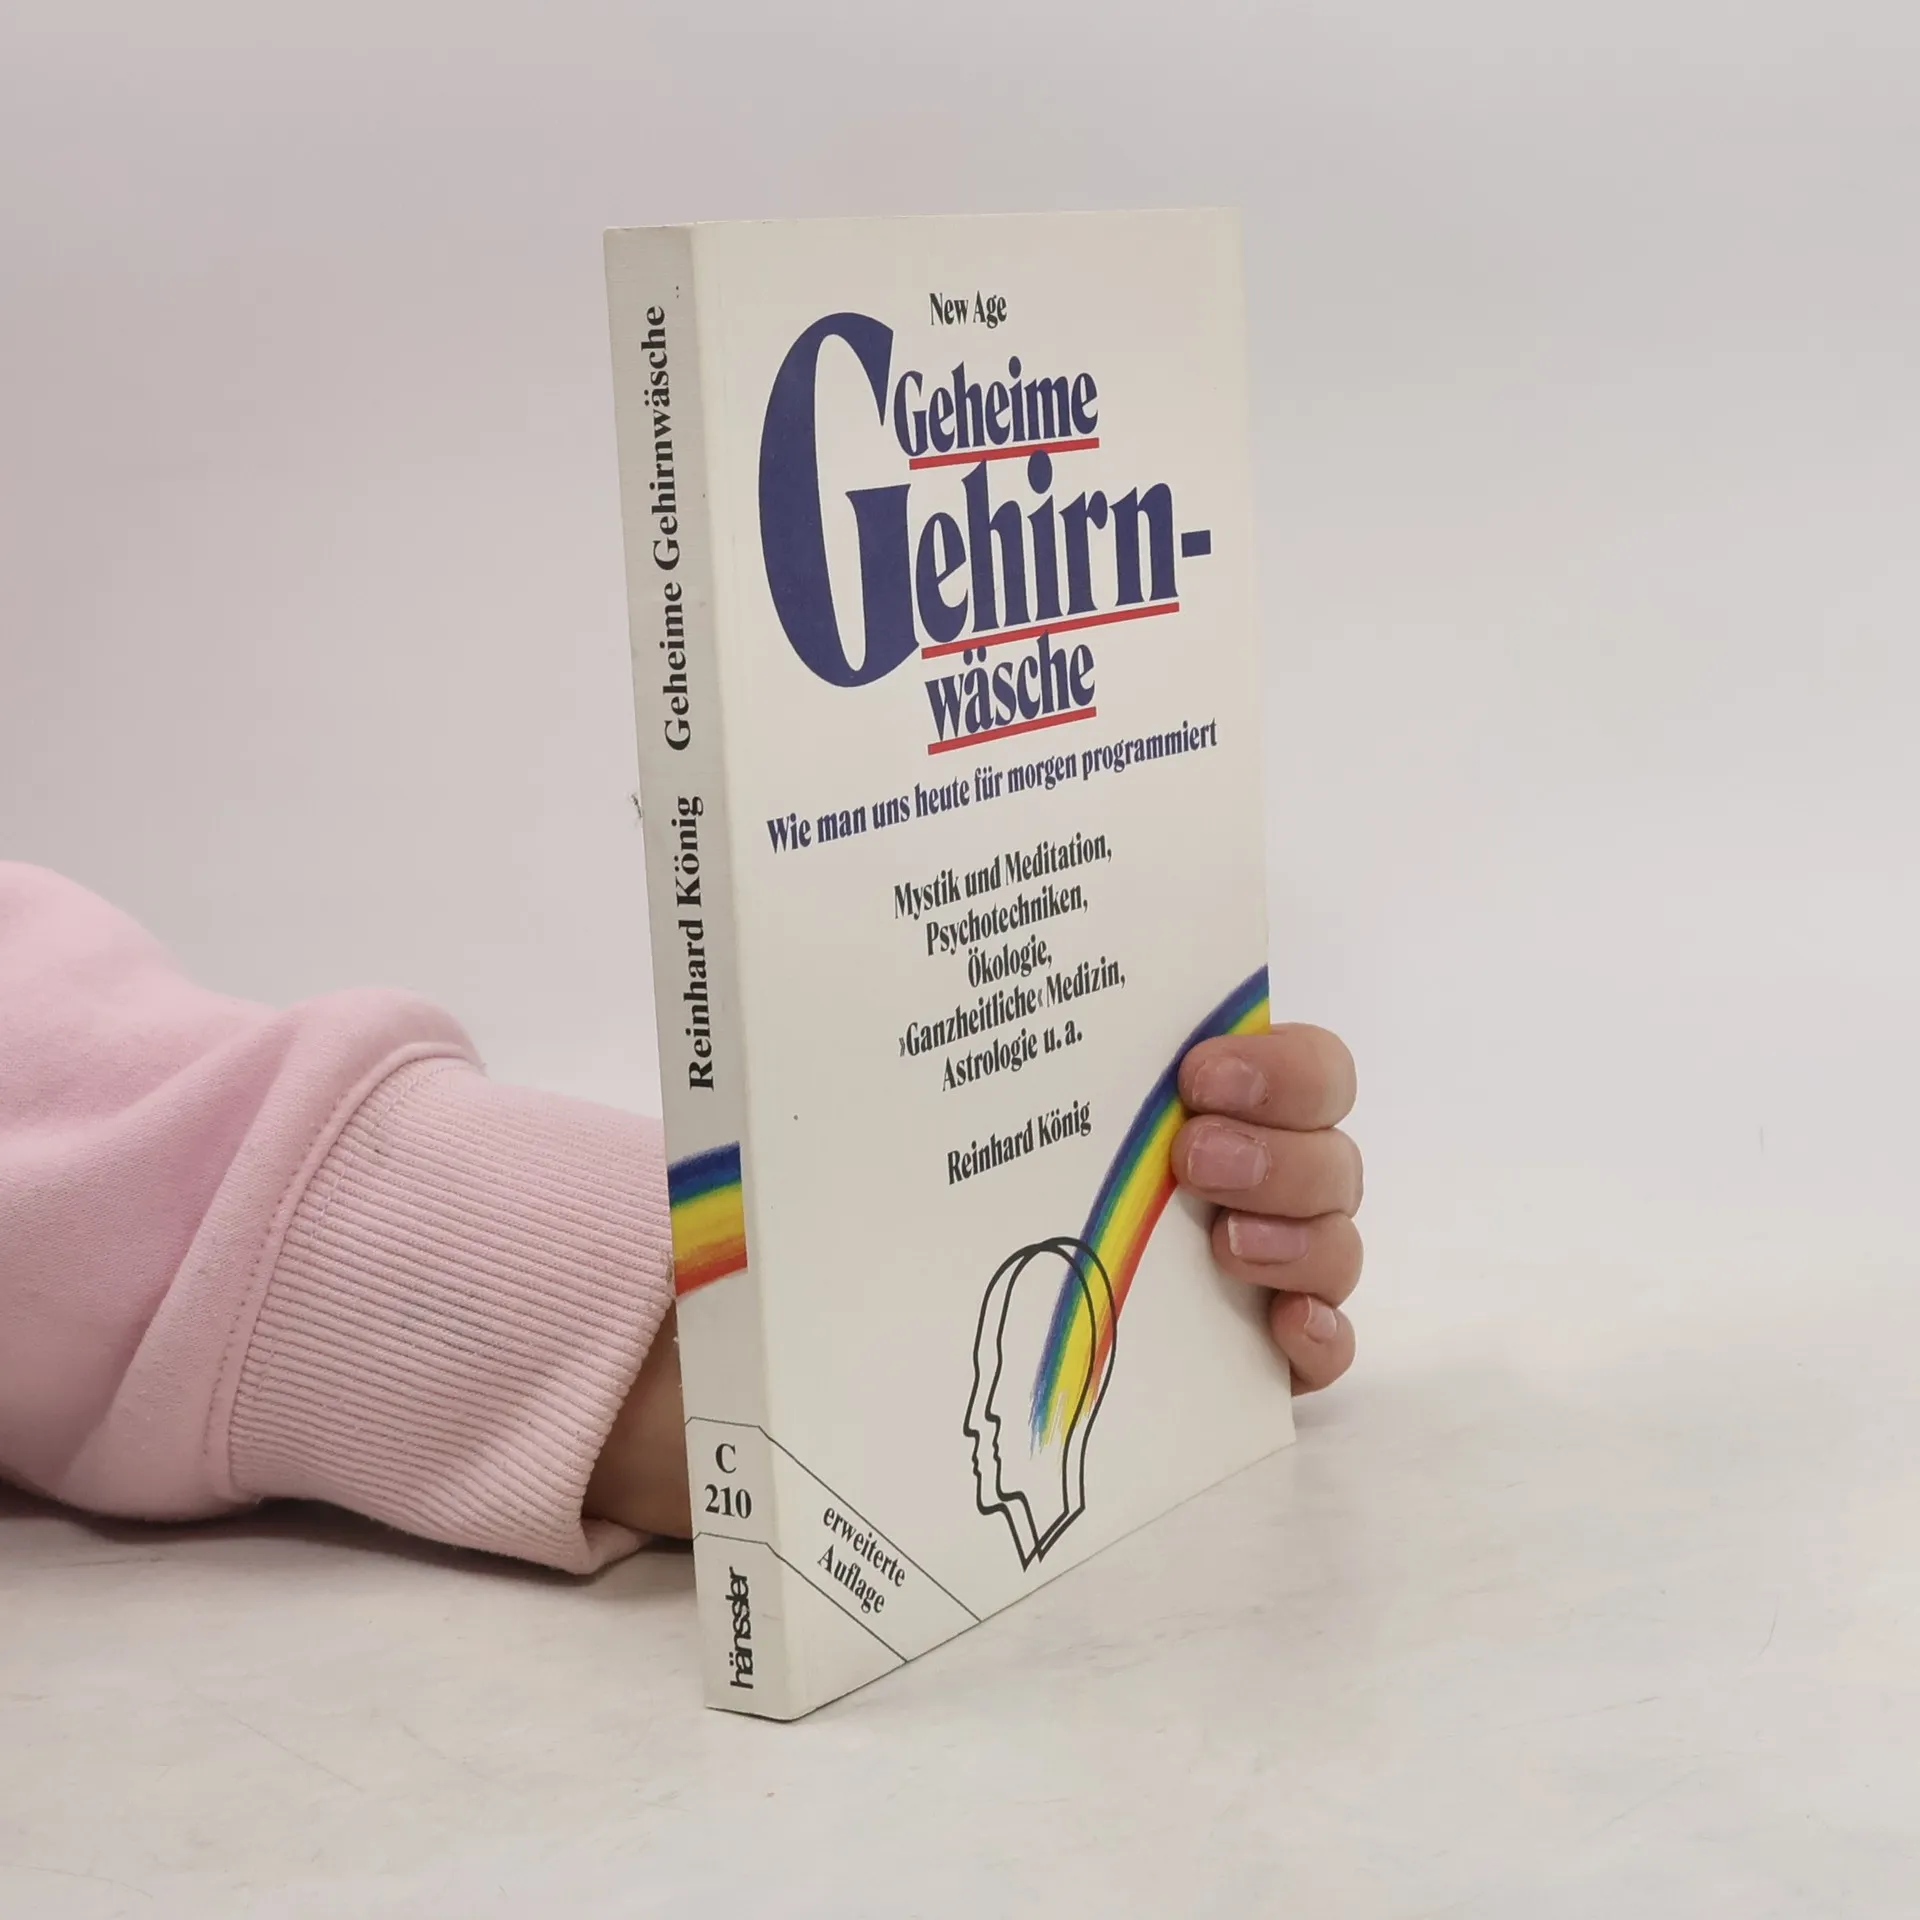 New Age
Geheime
Gehirn-
wäsche
Wie man uns heute für morgen programmiert
Mystik und Meditation,
Psychotechniken,
Ökologie,
»Ganzheitliche« Medizin,
Astrologie u. a.
Reinhard König
erweiterte
Auflage
Reinhard König Geheime Gehirnwäsche
C
210
hänssler